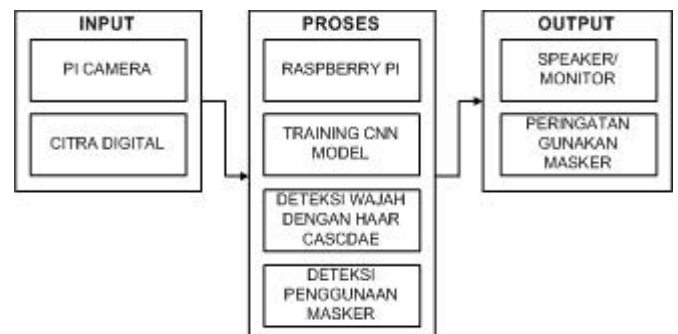 INPUT
PI CAMERA
CITRA DIGITAL
PROSES
RASPBERRY PI
TRAINING CNN
MODEL
DETEKSI WAJAH
DENGAN HAAR
CASCDAE
DETEKSI
PENGGUNAAN
MASKER
OUTPUT
SPEAKER/
MONITOR
PERINGATAN
GUNAKAN
MASKER